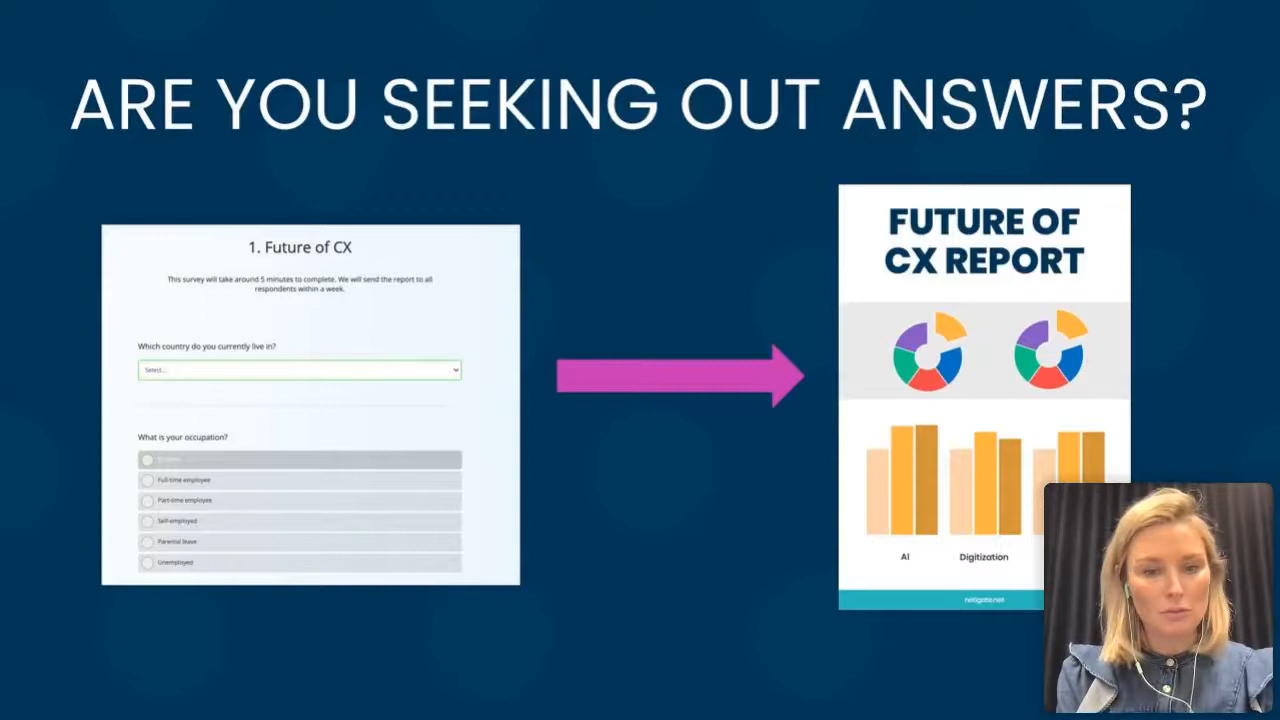 ARE YOU SEEKING OUT ANSWERS?
1. Future of CX
This survey will take around 5 minutes to complete. We will send the report to all
respondents within a week.
Which country do you currently live in?
Select...
What is your occupation?
Full-time employee
Part-time employee
Self-employed
Parental leave
Unemployed
FUTURE OF
CX REPORT
AI
Digitization
netigate.net